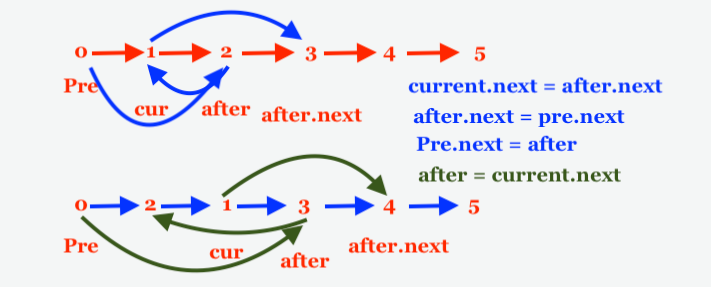 0 1 2 3 4 5
Pre cur after after.next
current.next = after.next
after.next = pre.next
Pre.next = after
after = current.next
0 2 1 3 4 5
Pre cur after after.next